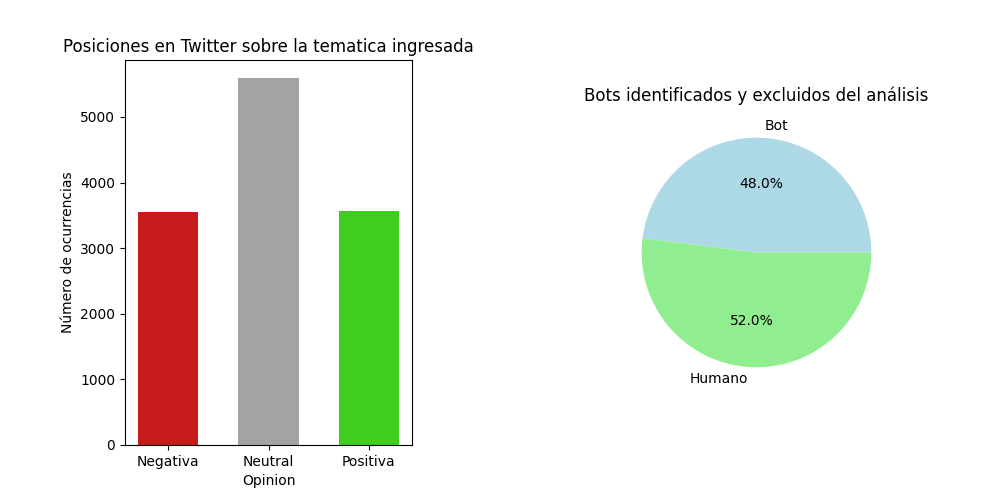 Posiciones en Twitter sobre la tematica ingresada
Número de ocurrencias
5000
4000
3000
2000
1000
0
Negativa
Neutral
Positiva
Opinion
Bots identificados y excluidos del análisis
Bot
48.0%
52.0%
Humano